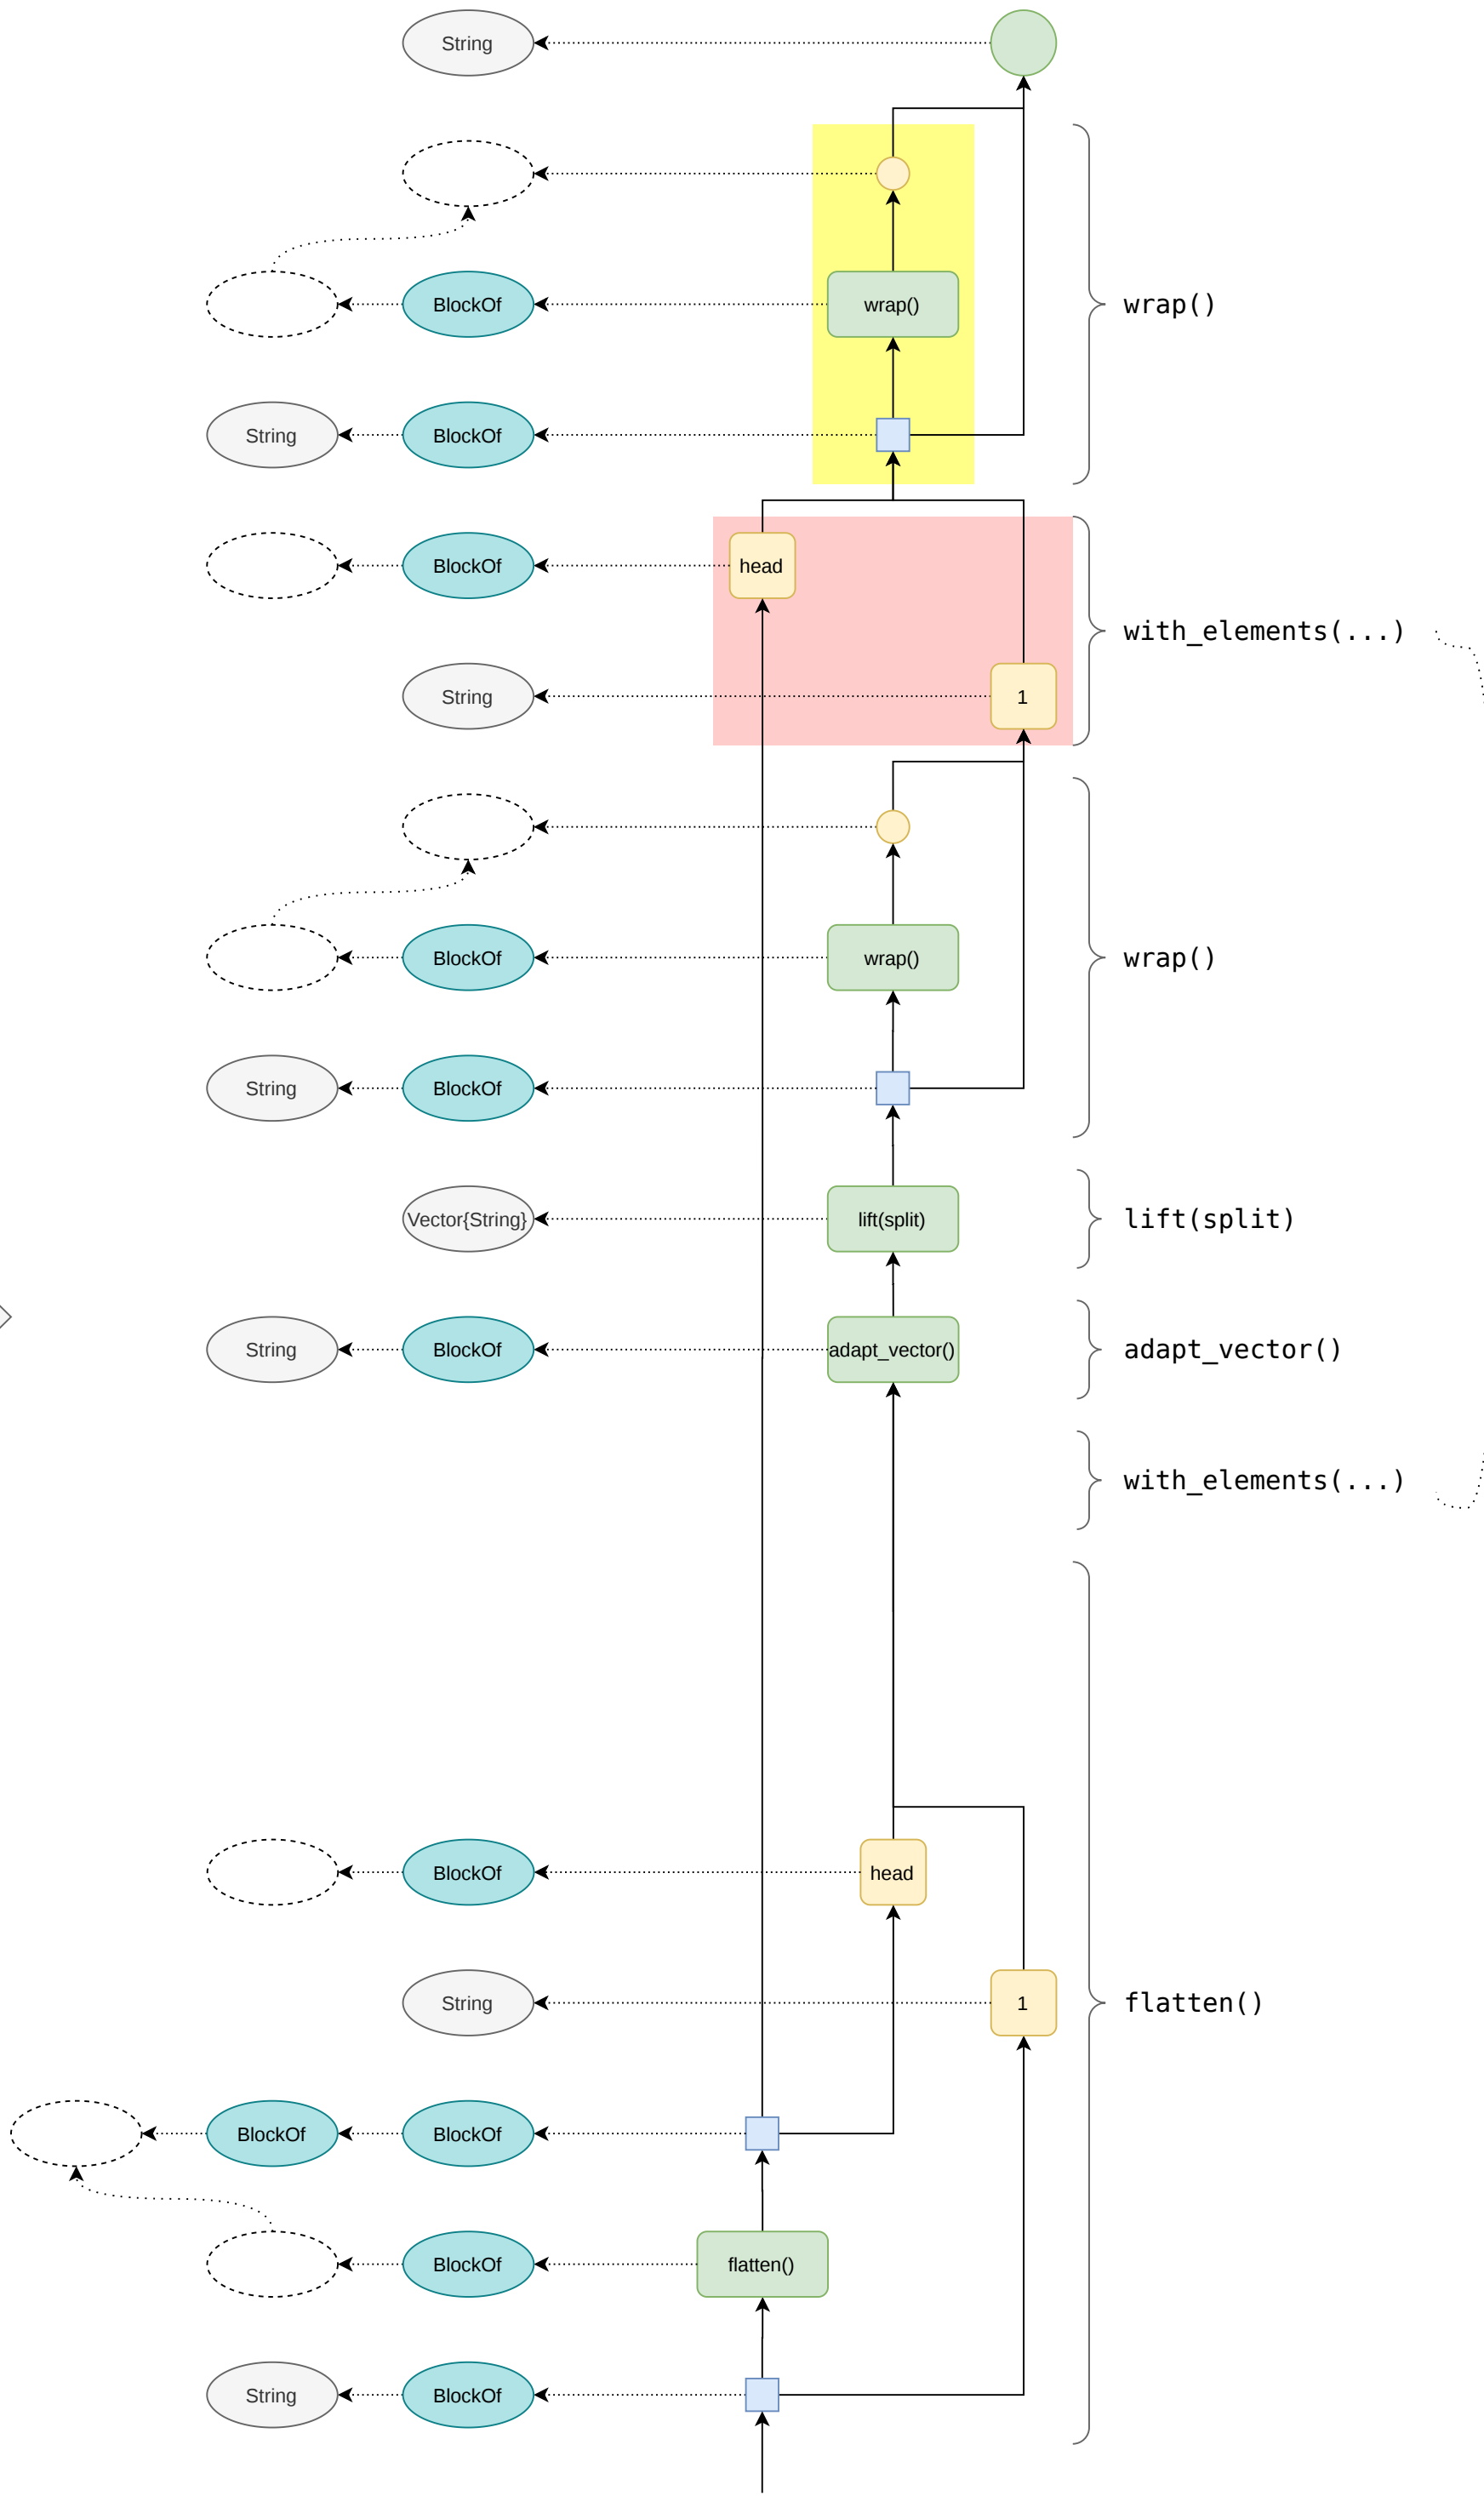 String
BlockOf
wrap()
wrap()
String
BlockOf
BlockOf
head
with_elements(...)
String
1
BlockOf
wrap()
wrap()
String
BlockOf
Vector{String}
lift(split)
lift(split)
String
BlockOf
adapt_vector()
adapt_vector()
with_elements(...)
BlockOf
head
String
1
flatten()
BlockOf
BlockOf
BlockOf
flatten()
String
BlockOf